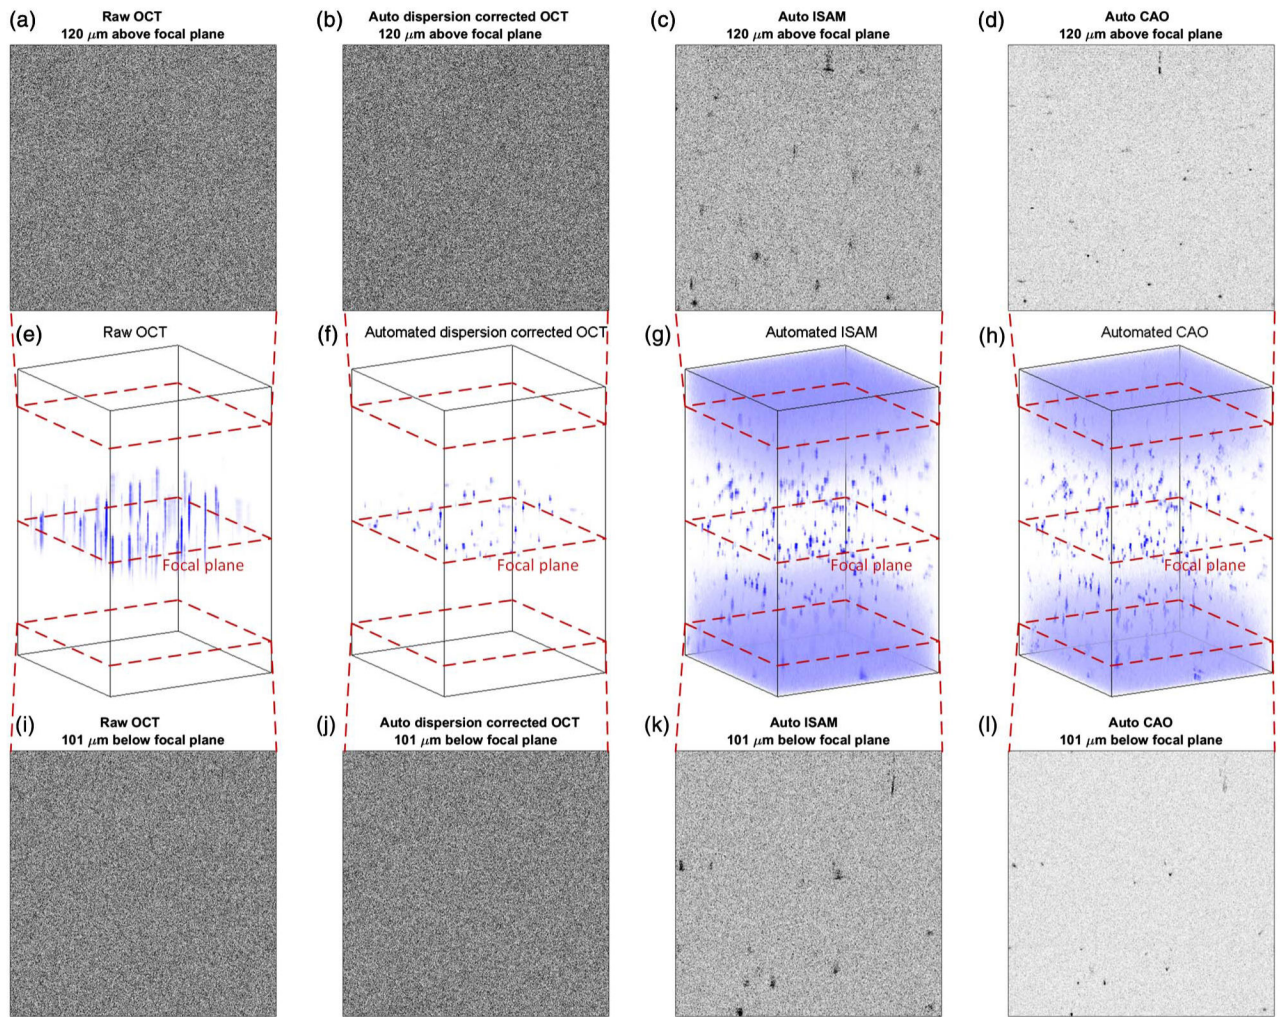 (a) Raw OCT
120 μm above focal plane
(b) Auto dispersion corrected OCT
120 μm above focal plane
(c) Auto ISAM
120 μm above focal plane
(d) Auto CAO
120 μm above focal plane
(e) Raw OCT
Focal plane
(f) Automated dispersion corrected OCT
Focal plane
(g) Automated ISAM
Focal plane
(h) Automated CAO
Focal plane
(i) Raw OCT
101 μm below focal plane
(j) Auto dispersion corrected OCT
101 μm below focal plane
(k) Auto ISAM
101 μm below focal plane
(l) Auto CAO
101 μm below focal plane